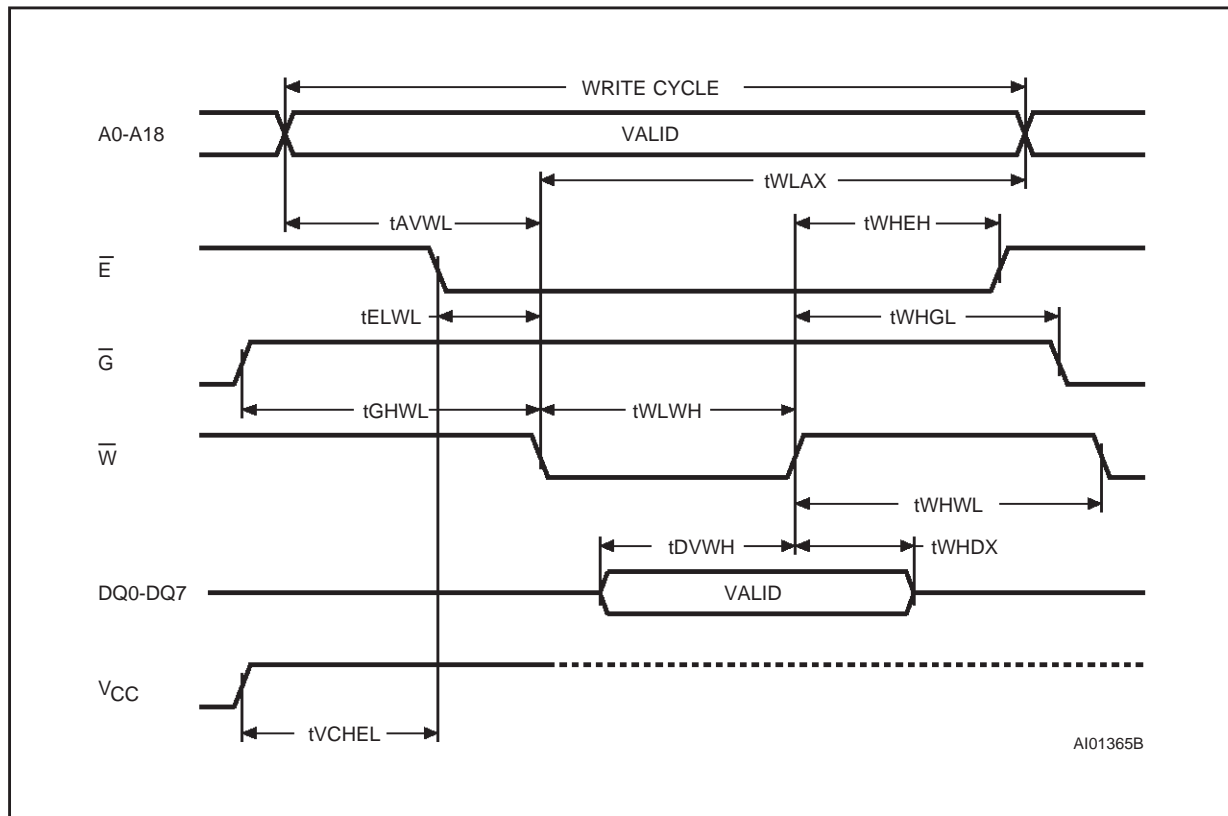 WRITE CYCLE
A0-A18
VALID
tWLAX
tAVWL
tWHEH
E
tELWL
tWHGL
G
tGHWL
tWLWH
W
tWHWL
tDVWH
tWHDX
DQ0-DQ7
VALID
VCC
tVCHEL
AI01365B